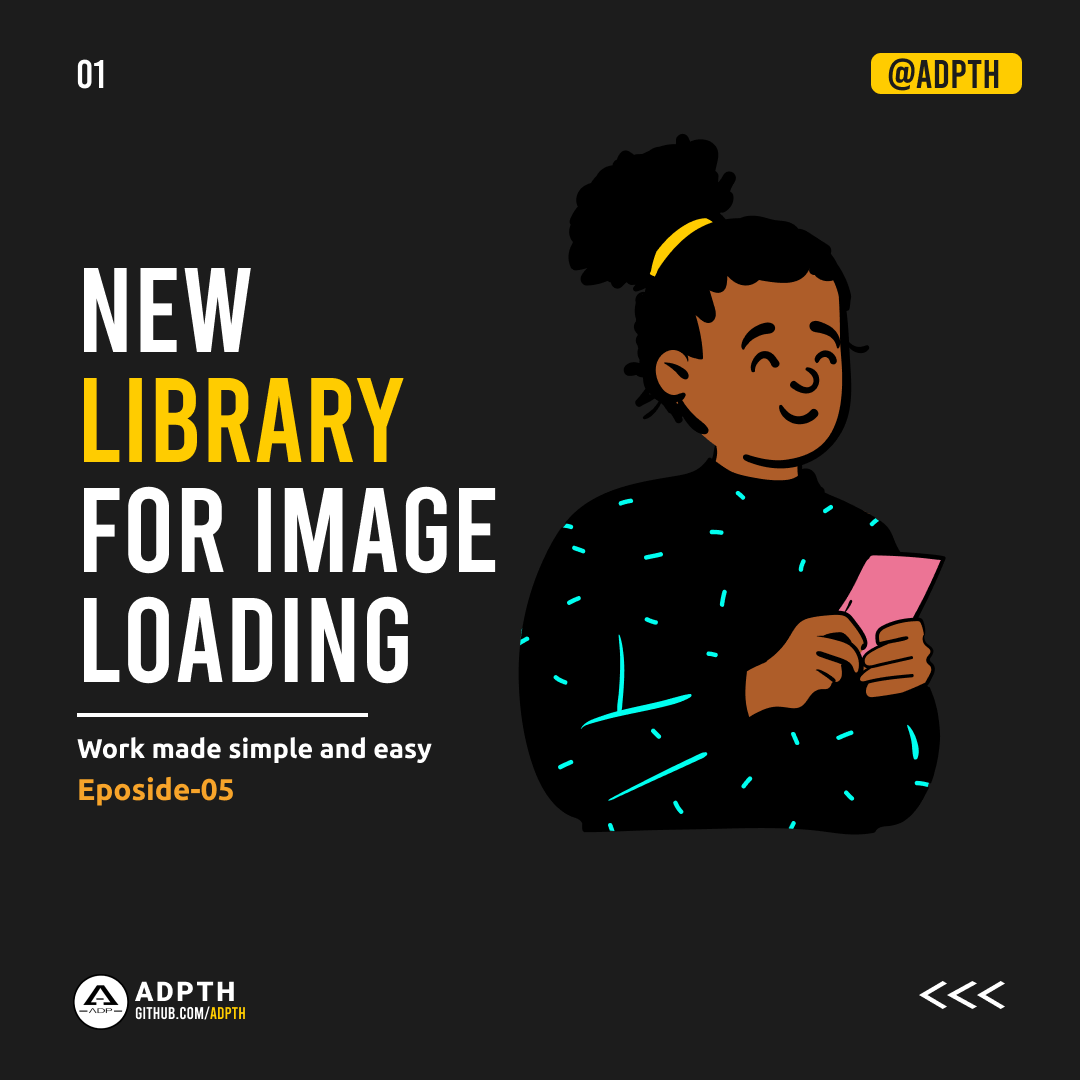 01
@ADPTH
NEW
LIBRARY
FOR IMAGE
LOADING
Work made simple and easy
Eposide-05
ADPTH
GITHUB.COM/ADPTH
ADP